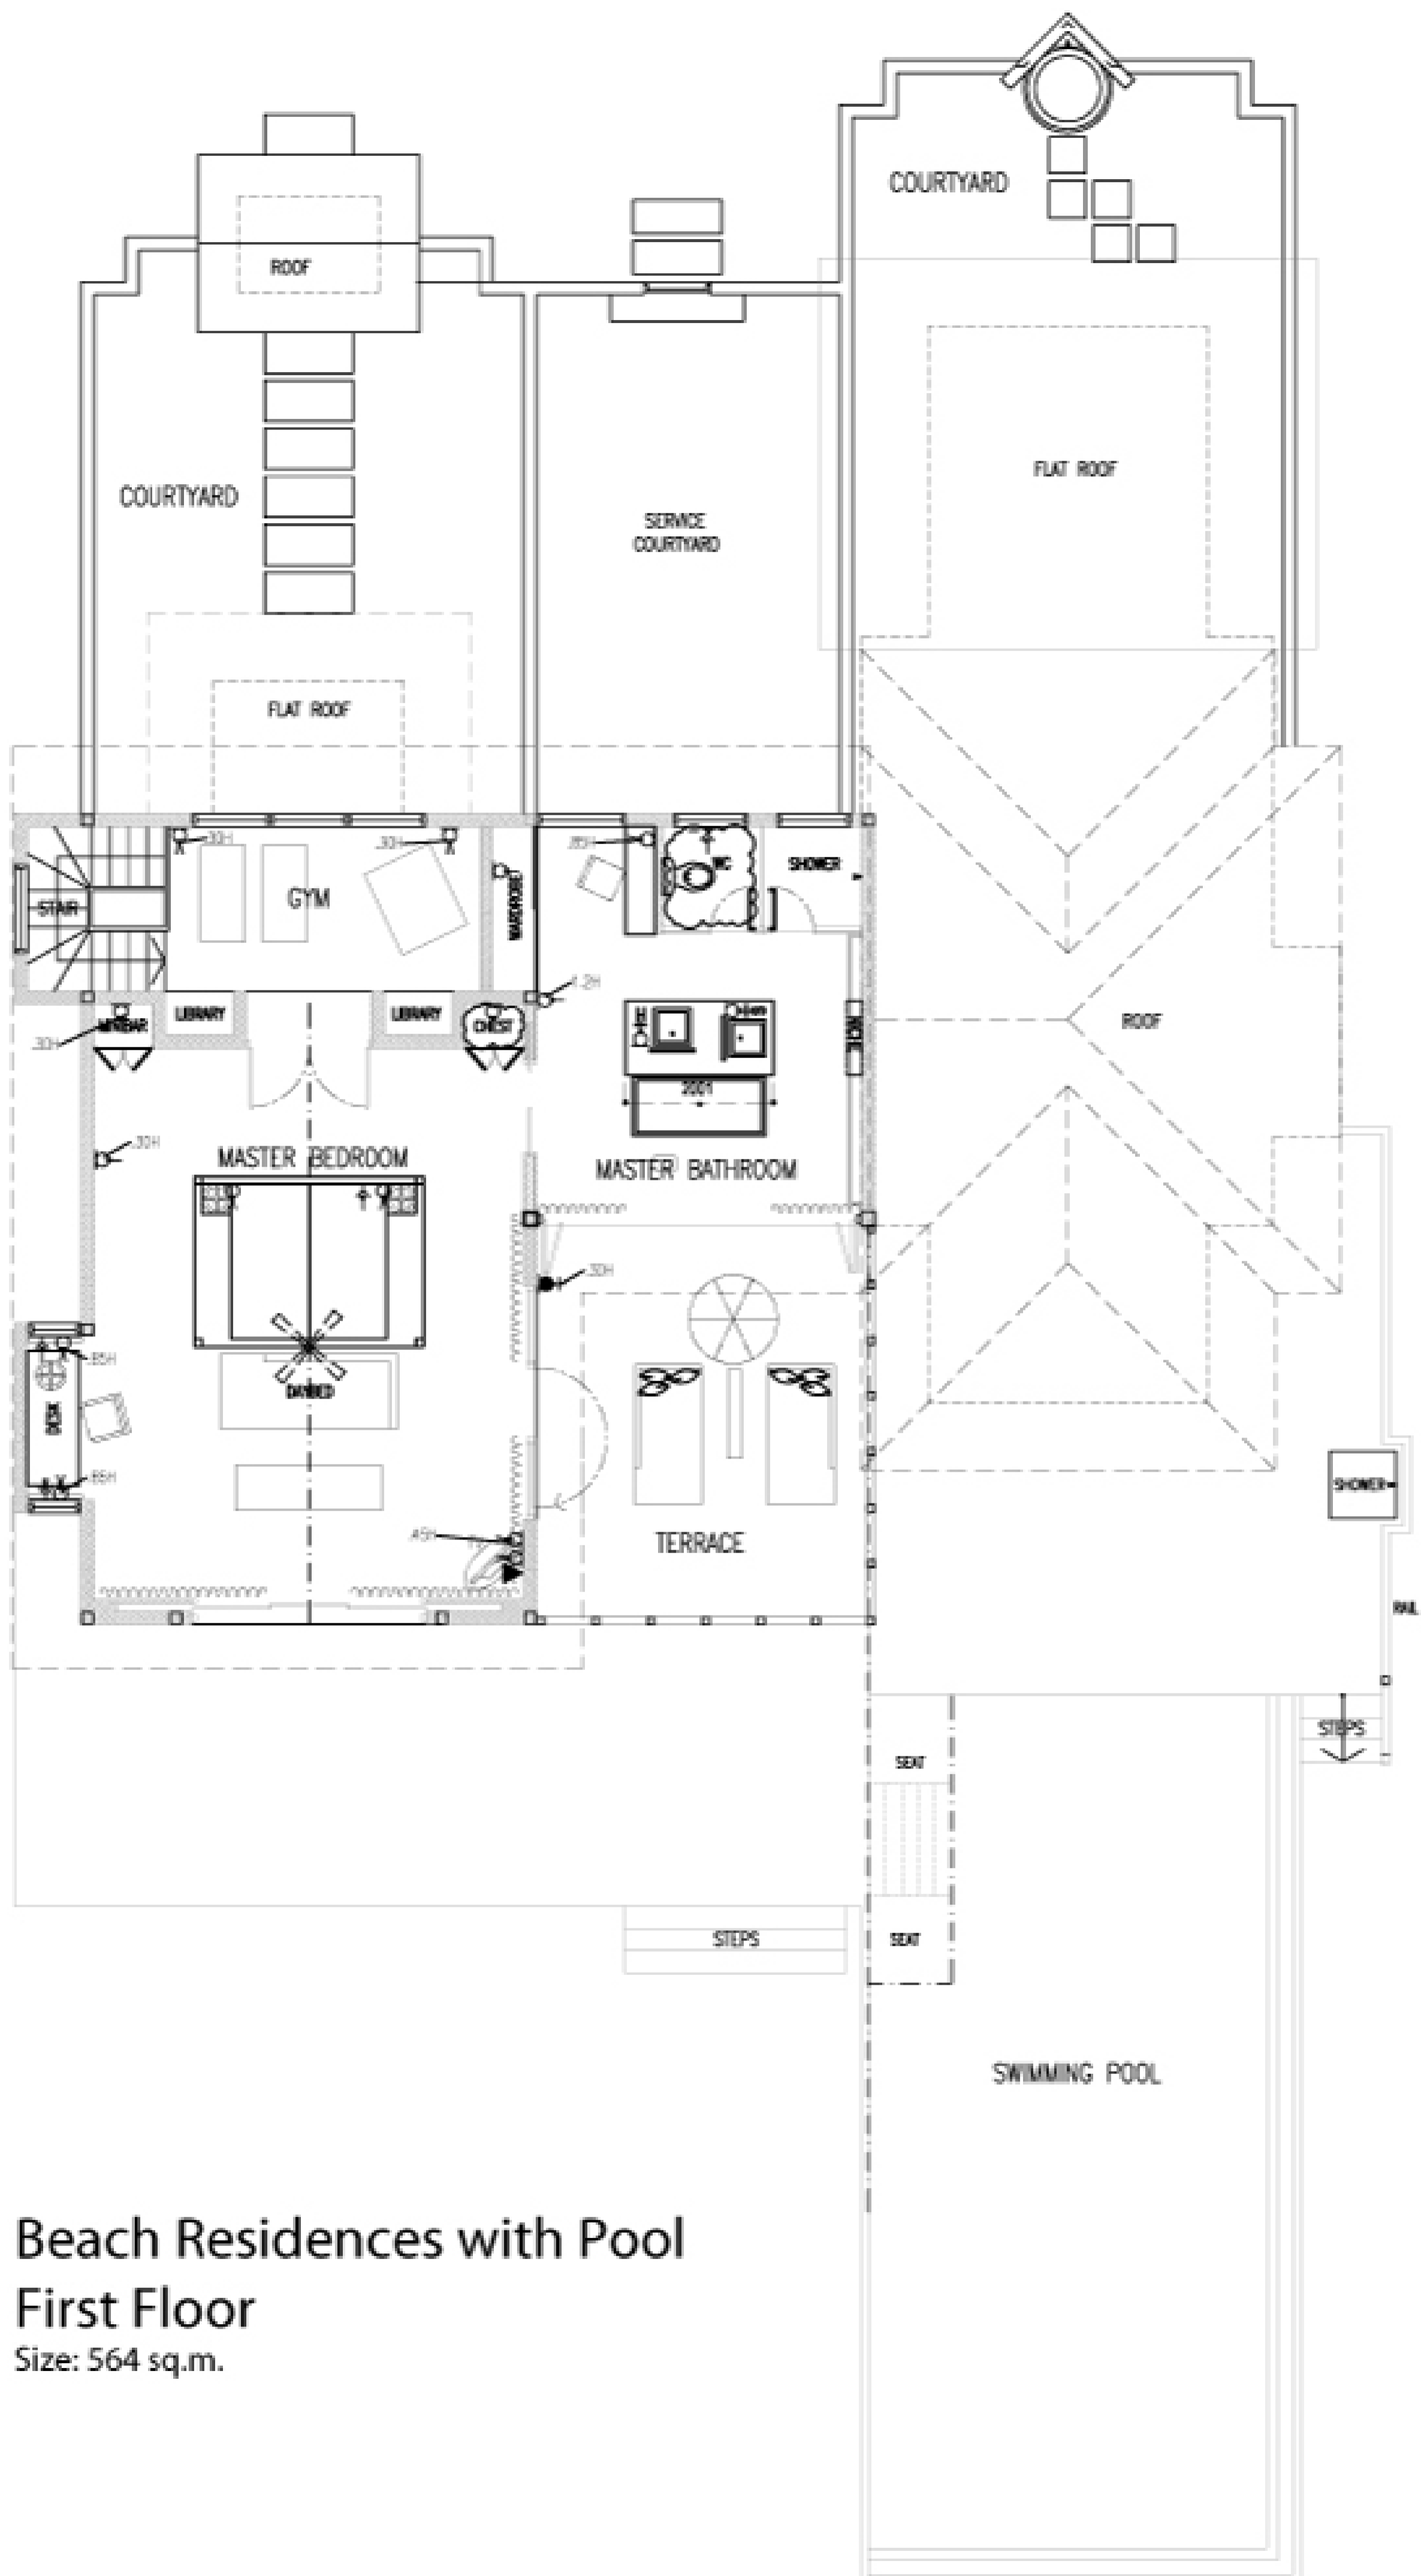 COURTYARD
ROOF
COURTYARD
FLAT ROOF
SERVICE
COURTYARD
FLAT ROOF
.30H
.30H
.85H
WC
SHOWER
GYM
STAIR
WARDROBE
1.2H
LIBRARY
LIBRARY
CHEST
MINIBAR
.30H
NICHE
ROOF
2001
.30H
MASTER BEDROOM
MASTER BATHROOM
.30H
.85H
DAYBED
DESK
.85H
SHOWER
.45H
TERRACE
RAIL
STEPS
SEAT
STEPS
SEAT
SWIMMING POOL
Beach Residences with Pool
First Floor
Size: 564 sq.m.